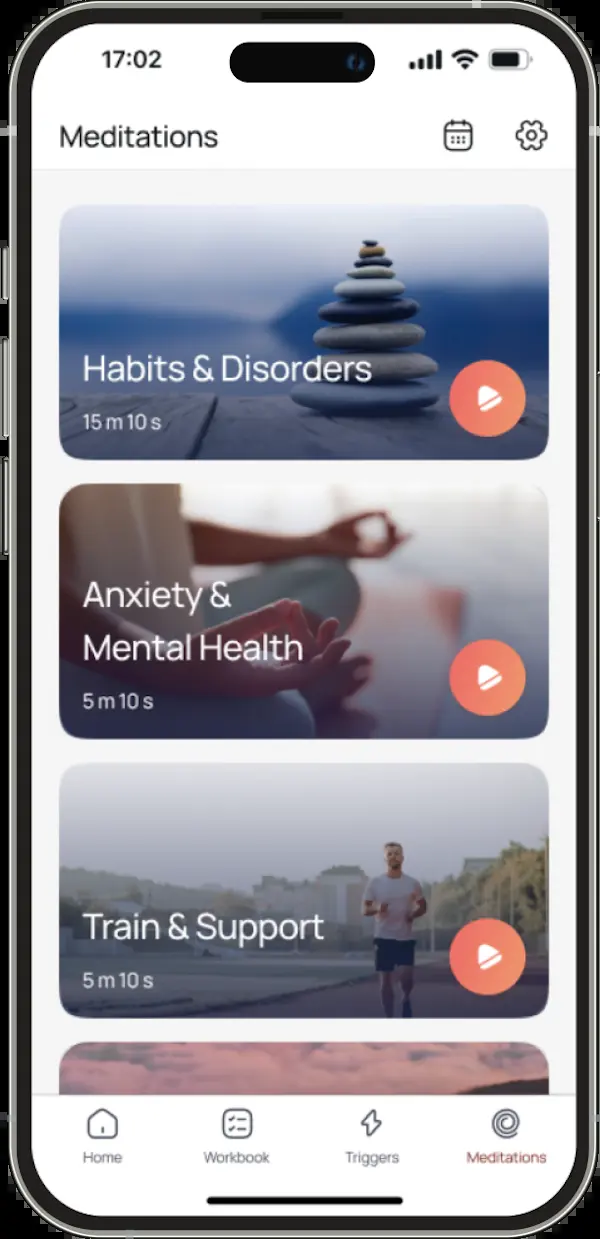 17:02
Meditations
Habits & Disorders
15 m 10 s
Anxiety &
Mental Health
5 m 10 s
Train & Support
5 m 10 s
Home
Workbook
Triggers
Meditations